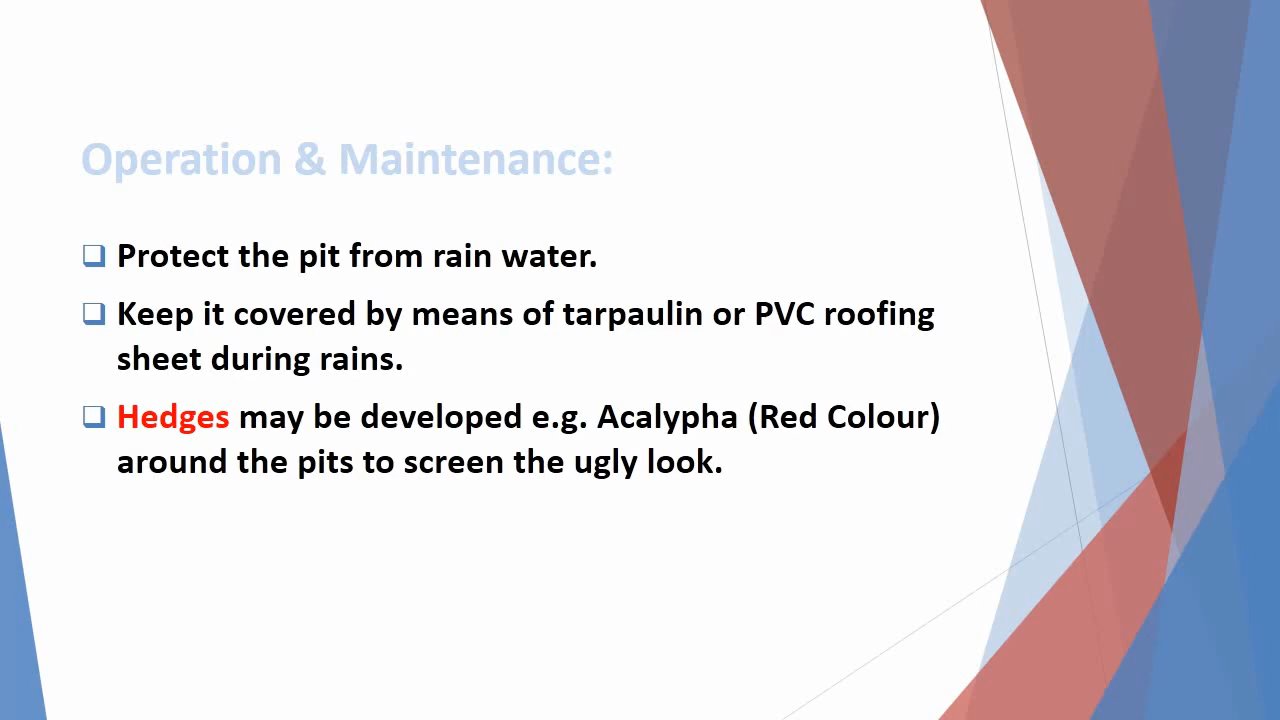 Operation & Maintenance:
Protect the pit from rain water.
Keep it covered by means of tarpaulin or PVC roofing
sheet during rains.
Hedges may be developed e.g. Acalypha (Red Colour)
around the pits to screen the ugly look.